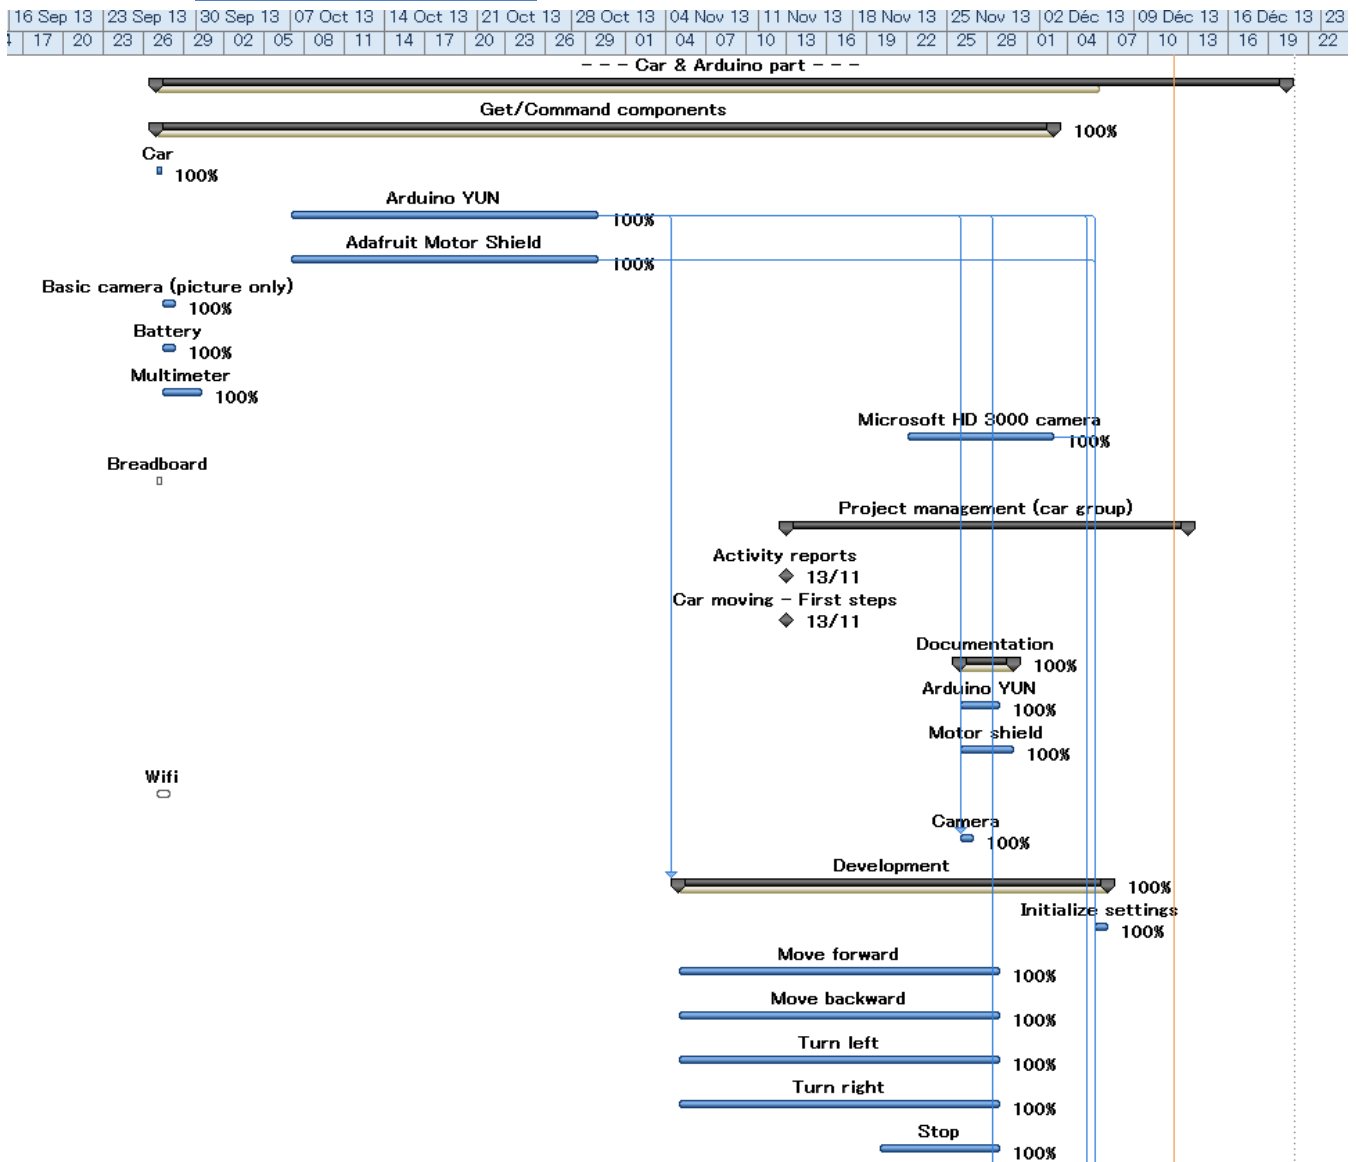 16 Sep 13 23 Sep 13 30 Sep 13 07 Oct 13 14 Oct 13 21 Oct 13 28 Oct 13 04 Nov 13 11 Nov 13 18 Nov 13 25 Nov 13 02 Déc 13 09 Déc 13 16 Déc 13 23
17 20 23 26 29 02 05 08 11 14 17 20 23 26 29 01 04 07 10 13 16 19 22 25 28 01 04 07 10 13 16 19 22
- - - Car & Arduino part - - -
Get/Command components
100%
Car
100%
Arduino YUN
100%
Adafruit Motor Shield
100%
Basic camera (picture only)
100%
Battery
100%
Multimeter
100%
Microsoft HD 3000 camera
100%
Breadboard
Project management (car group)
Activity reports
13/11
Car moving - First steps
13/11
Documentation
100%
Arduino YUN
100%
Motor shield
100%
Wifi
Camera
100%
Development
100%
Initialize settings
100%
Move forward
100%
Move backward
100%
Turn left
100%
Turn right
100%
Stop
100%